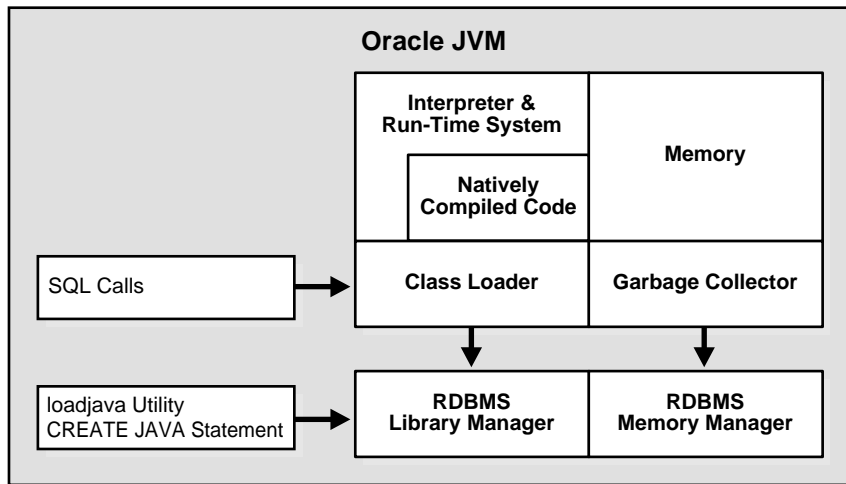 Oracle JVM
Interpreter &
Run-Time System
Memory
Natively
Compiled Code
SQL Calls
Class Loader
Garbage Collector
loadjava Utility
CREATE JAVA Statement
RDBMS
Library Manager
RDBMS
Memory Manager